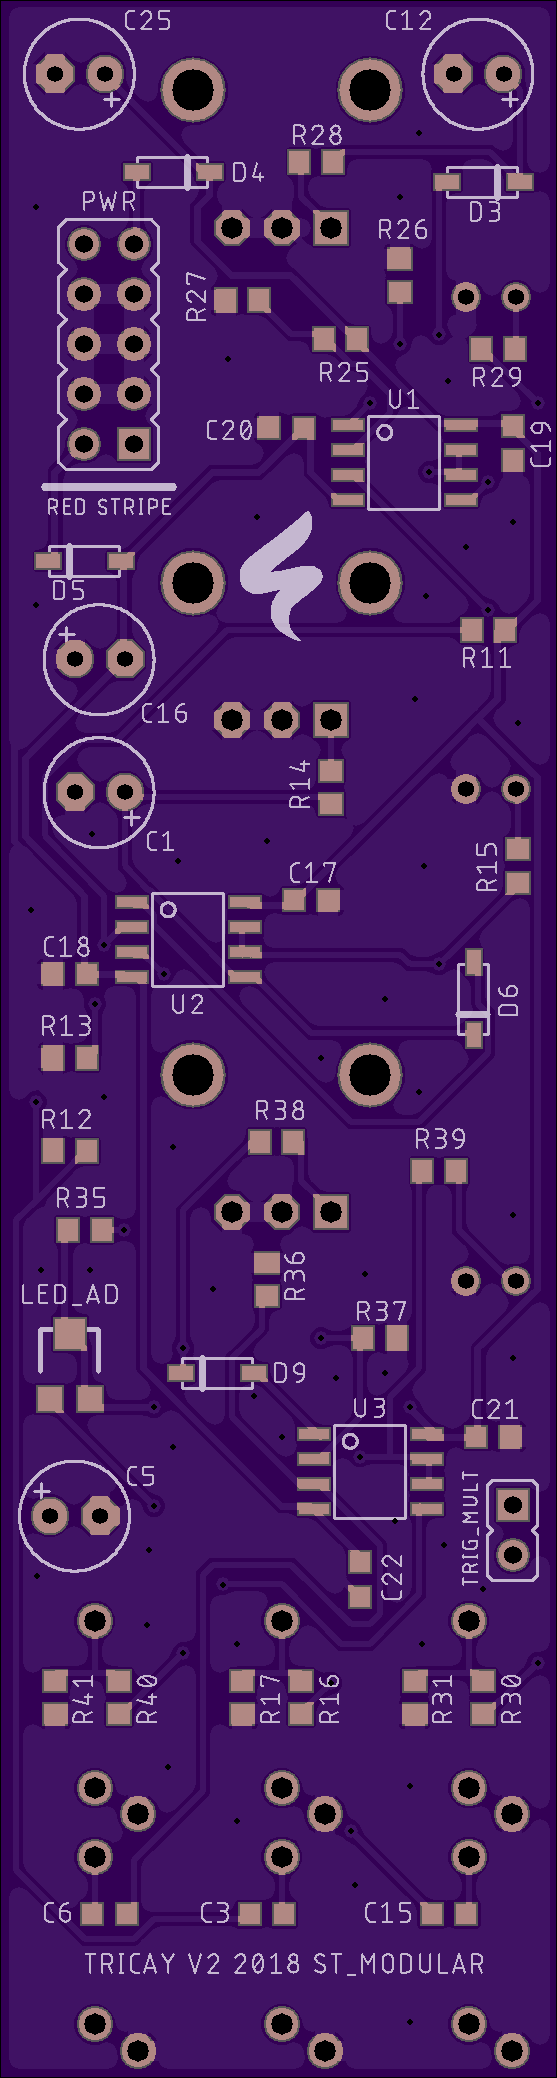 C25
C12
R28
D4
D3
PWR
R26
R27
R25
R29
U1
C20
C19
RED STRIPE
D5
R11
C16
R14
C1
R15
C17
C18
U2
D6
R13
R38
R12
R39
R35
R36
LED_AD
R37
D9
U3
C21
C5
TRIG_MULT
C22
R41
R40
R17
R16
R31
R30
C6
C3
C15
TRICAY V2 2018 ST_MODULAR